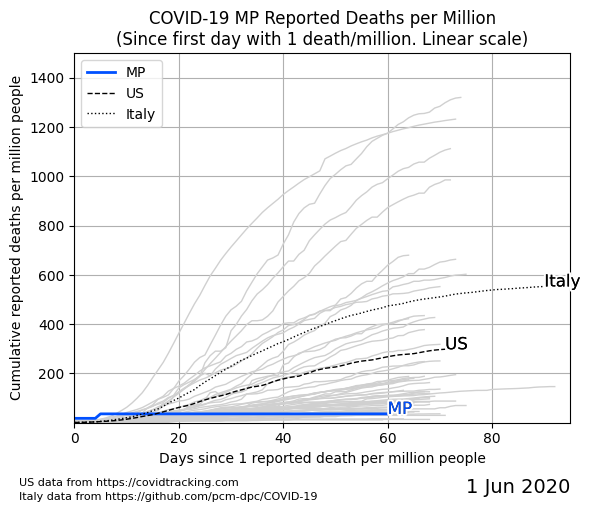 COVID-19 MP Reported Deaths per Million
(Since first day with 1 death/million. Linear scale)
Cumulative reported deaths per million people
1400
1200
1000
800
600
400
200
MP
US
Italy
Italy
US
MP
0
20
40
60
80
Days since 1 reported death per million people
US data from https://covidtracking.com
Italy data from https://github.com/pcm-dpc/COVID-19
1 Jun 2020